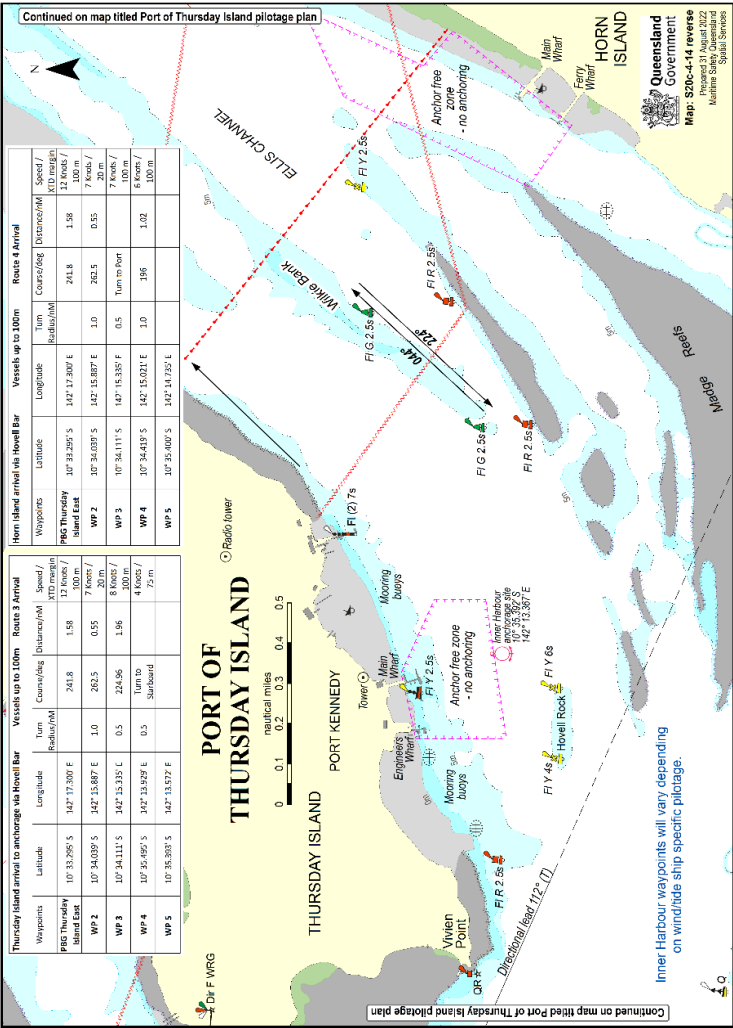 Continued on map titled Port of Thursday Island pilotage plan
N
Thursday Island arrival to anchorage via Hovell Bar Vessels up to 100m Route 3 Arrival
Waypoints Latitude Longitude Turn Radius/nM Course/deg Distance/nM Speed / XTD margin
PBG Thursday Island East 10° 33.295' S 142° 17.300' E 241.8 1.58 12 Knots / 100 m
WP 2 10° 34.039' S 142° 15.887' E 1.0 262.5 0.55 7 Knots / 20 m
WP 3 10° 34.111' S 142° 15.335' E 0.5 224.96 1.96 8 Knots / 100 m
WP 4 10° 35.495' S 142° 13.929' E 0.5 Turn to Starboard 4 Knots / 75 m
WP 5 10° 35.393' S 142° 13.572' E
Horn Island arrival via Hovell Bar Vessels up to 100m Route 4 Arrival
Waypoints Latitude Longitude Turn Radius/nM Course/deg Distance/nM Speed / XTD margin
PBG Thursday Island East 10° 33.295' S 142° 17.300' E 241.8 1.58 12 Knots / 100 m
WP 2 10° 34.039' S 142° 15.887' E 1.0 262.5 0.55 7 Knots / 20 m
WP 3 10° 34.111' S 142° 15.335' E 0.5 Turn to Port 7 Knots / 100 m
WP 4 10° 34.419' S 142° 15.021' E 1.0 196 1.02 6 Knots / 100 m
WP 5 10° 35.400' S 142° 14.735' E
PORT OF
THURSDAY ISLAND
nautical miles
0 0.1 0.2 0.3 0.4 0.5
PORT KENNEDY
THURSDAY ISLAND
Radio tower
Tower
Main
Wharf
Engineers
Wharf
Mooring
buoys
Mooring
buoys
Fl (2) 7s
Fl Y 2.5s
Anchor free zone
- no anchoring
Inner Harbour
anchorage site
10° 35.392' S
142° 13.367' E
Fl Y 6s
Fl Y 4s
Hovell Rock
Vivien
Point
QR
Fl R 2.5s
Dir F WRG
Directional lead 112° (T)
Q
5m
5m
5m
5m
5m
ELLIS CHANNEL
Wilkie Bank
Fl Y 2.5s
Fl G 2.5s
Fl R 2.5s
044°
224°
Fl G 2.5s
Fl R 2.5s
Madge
Reefs
Anchor free
zone
- no anchoring
Main
Wharf
Ferry
Wharf
HORN
ISLAND
Inner Harbour waypoints will vary depending
on wind/tide ship specific pilotage.
Continued on map titled Port of Thursday Island pilotage plan
Queensland
Government
Map: S20c-4-14 reverse
Prepared 31 August 2022
Maritime Safety Queensland
Spatial Services